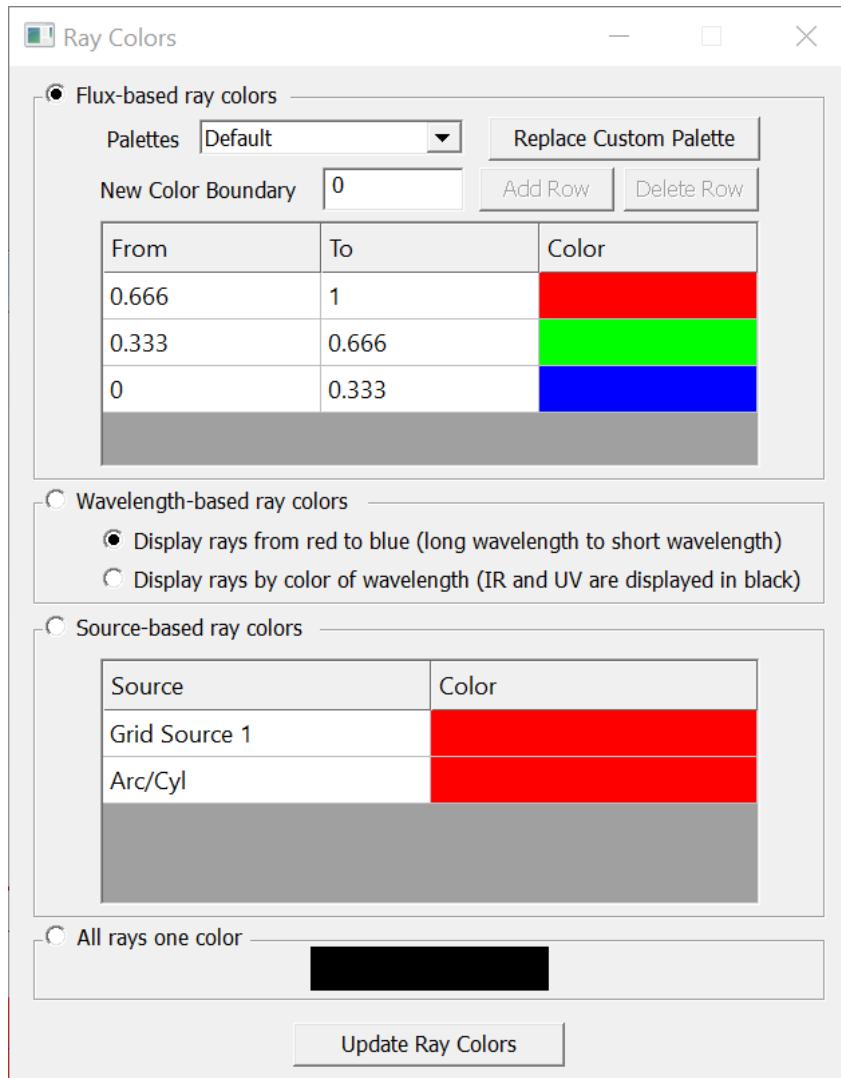 Ray Colors
Flux-based ray colors
Palettes Default Replace Custom Palette
New Color Boundary 0 Add Row Delete Row
From To Color
0.666 1
0.333 0.666
0 0.333
Wavelength-based ray colors
Display rays from red to blue (long wavelength to short wavelength)
Display rays by color of wavelength (IR and UV are displayed in black)
Source-based ray colors
Source Color
Grid Source 1
Arc/Cyl
All rays one color
Update Ray Colors